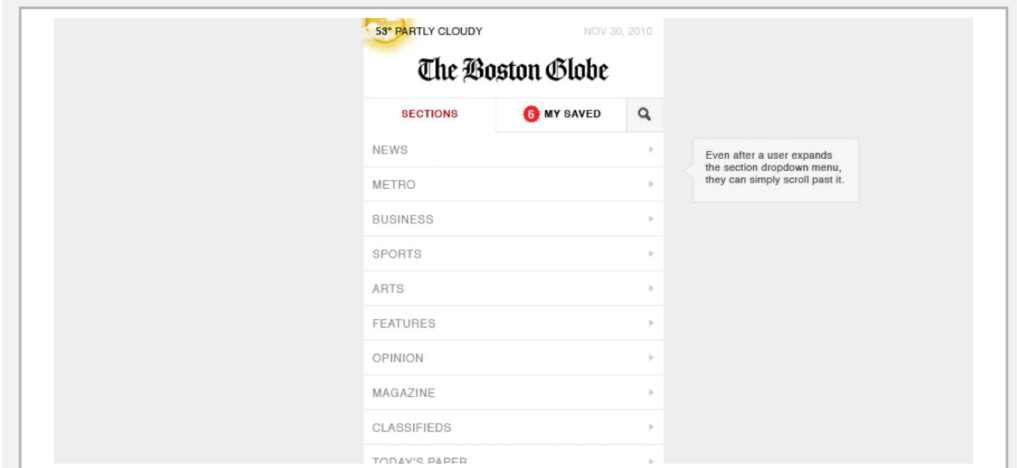 53° PARTLY CLOUDY NOV 30, 2010
The Boston Globe
SECTIONS 6 MY SAVED
NEWS
METRO
BUSINESS
SPORTS
ARTS
FEATURES
OPINION
MAGAZINE
CLASSIFIEDS
TODAY'S PAPER
Even after a user expands
the section dropdown menu,
they can simply scroll past it.